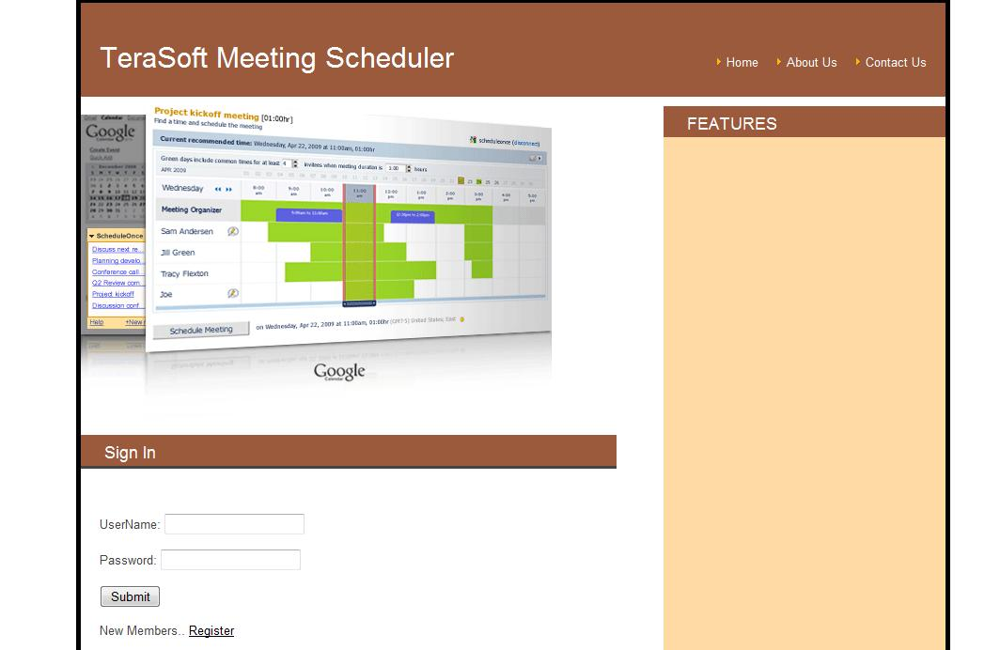 TeraSoft Meeting Scheduler
Home
About Us
Contact Us
Calendar
Google
Create Event
Quick Add
December 2008
ScheduleOnce
Discuss next re...
Planning develo...
Conference call...
Q2 Review com...
Project kickoff
Discussion conf...
Help
+New
Project kickoff meeting [01:00hr]
Find a time and schedule the meeting
scheduleonce (disconnect)
Current recommended time: Wednesday, Apr 22, 2009 at 11:00am, 01:00hr
Green days include common times for at least 4 invitees when meeting duration is 1:00 hours
APR 2009
Wednesday
8:00 am
9:00 am
10:00 am
11:00 am
12:00 pm
1:00 pm
2:00 pm
3:00 pm
4:00 pm
5:00 pm
Meeting Organizer
12:30pm to 2:00pm
Sam Andersen
Jill Green
Tracy Flexton
Joe
Schedule Meeting
on Wednesday, Apr 22, 2009 at 11:00am, 01:00hr (GMT-5) United States; East
Google
Calendar
FEATURES
Sign In
UserName:
Password:
Submit
New Members.. Register